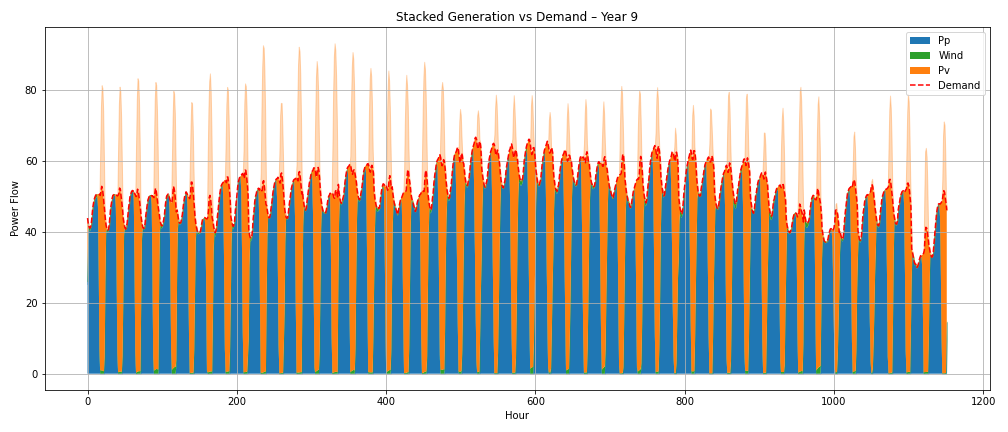 Stacked Generation vs Demand – Year 9
Pp
Wind
Pv
Demand
Power Flow
80
60
40
20
0
0 200 400 600 800 1000 1200
Hour